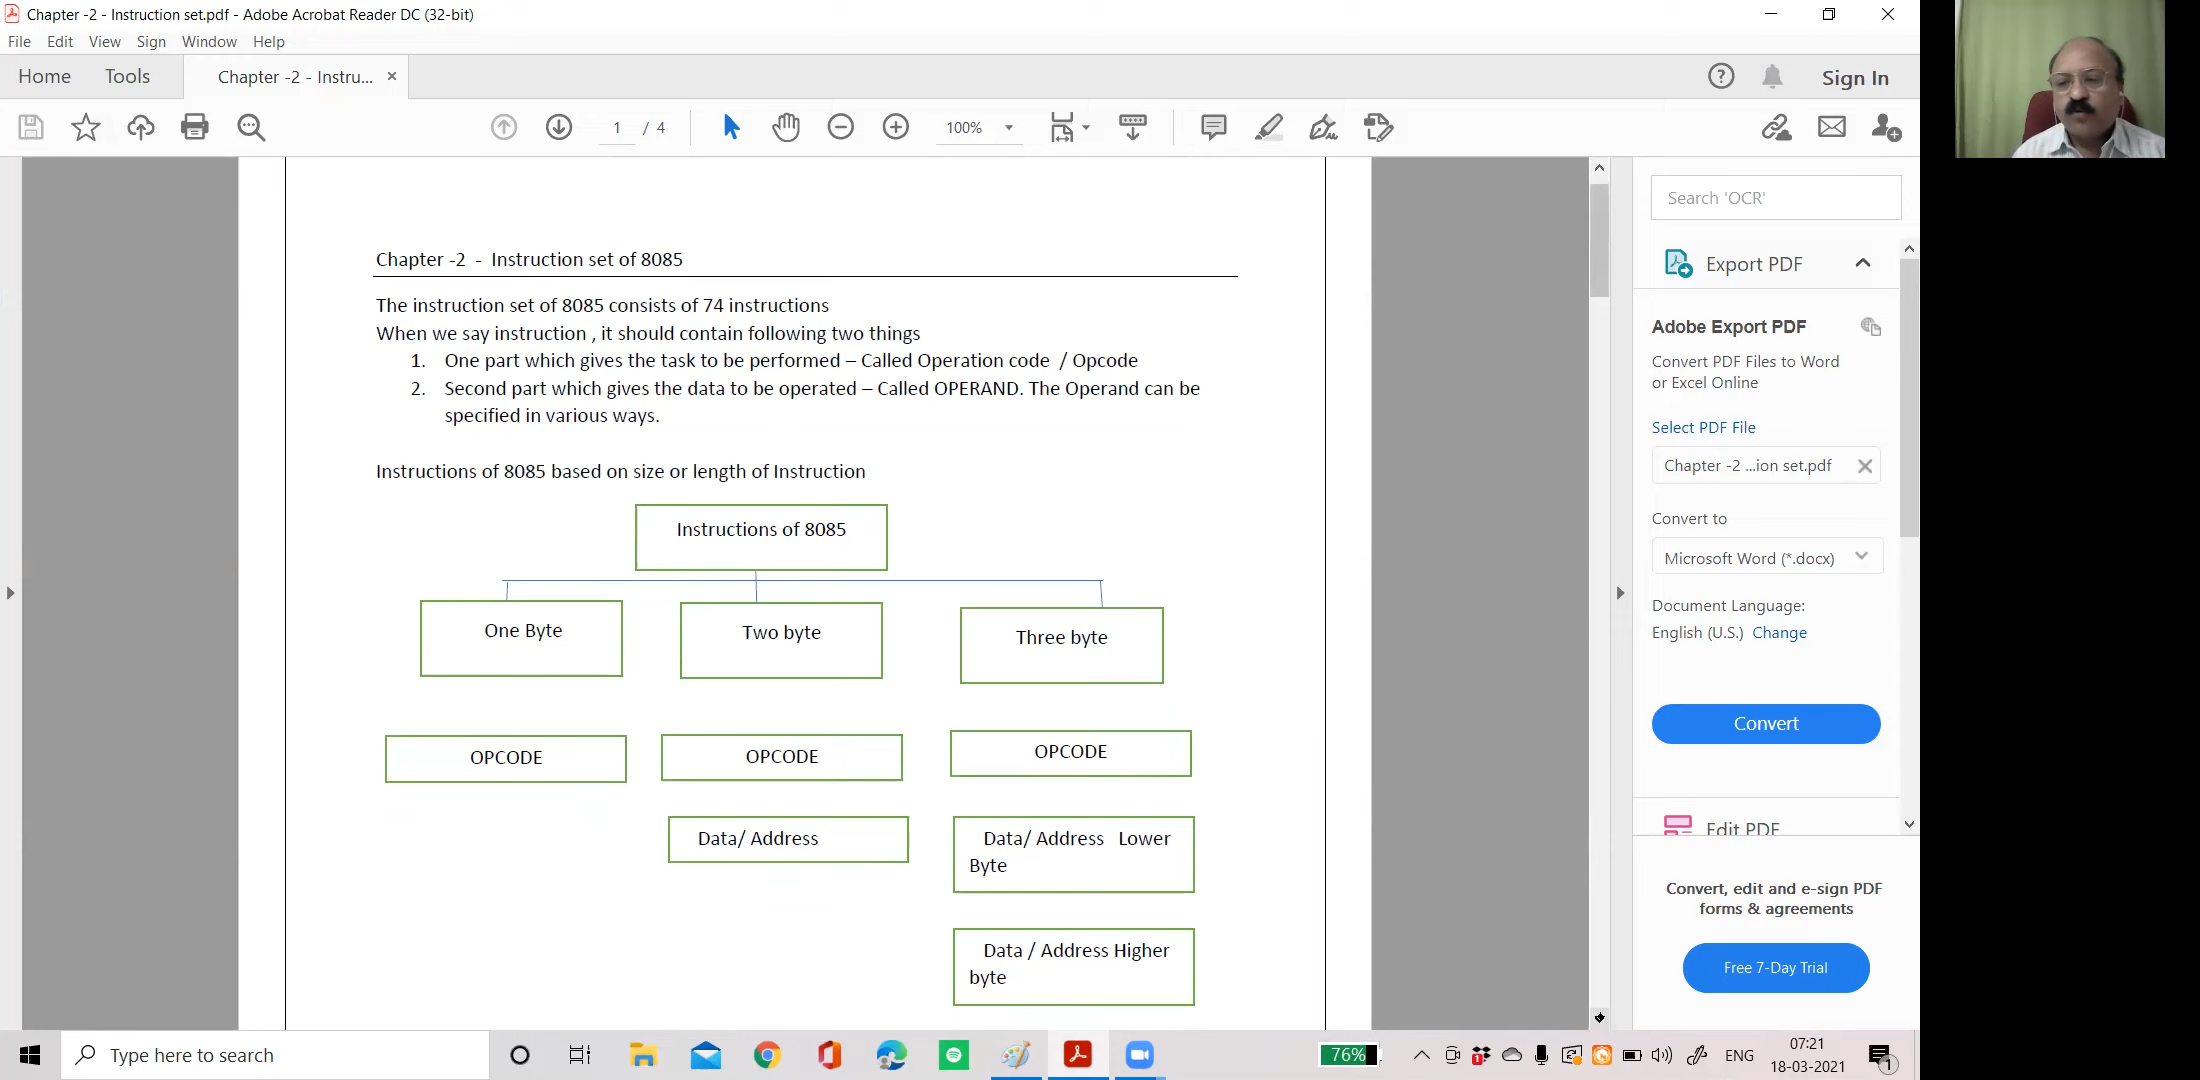 Chapter -2 - Instruction set.pdf - Adobe Acrobat Reader DC (32-bit)
File Edit View Sign Window Help
Home Tools Chapter -2 - Instru... Sign In
1 / 4 100%
Chapter -2 - Instruction set of 8085
The instruction set of 8085 consists of 74 instructions
When we say instruction , it should contain following two things
1. One part which gives the task to be performed – Called Operation code / Opcode
2. Second part which gives the data to be operated – Called OPERAND. The Operand can be
specified in various ways.
Instructions of 8085 based on size or length of Instruction
Instructions of 8085
One Byte Two byte Three byte
OPCODE OPCODE OPCODE
Data/ Address Data/ Address Lower
Byte
Data / Address Higher
byte
Search 'OCR'
Export PDF
Adobe Export PDF
Convert PDF Files to Word
or Excel Online
Select PDF File
Chapter -2 ...ion set.pdf
Convert to
Microsoft Word (*.docx)
Document Language:
English (U.S.) Change
Convert
Edit PDF
Convert, edit and e-sign PDF
forms & agreements
Free 7-Day Trial
Type here to search
76%
1
ENG
07:21
18-03-2021
1